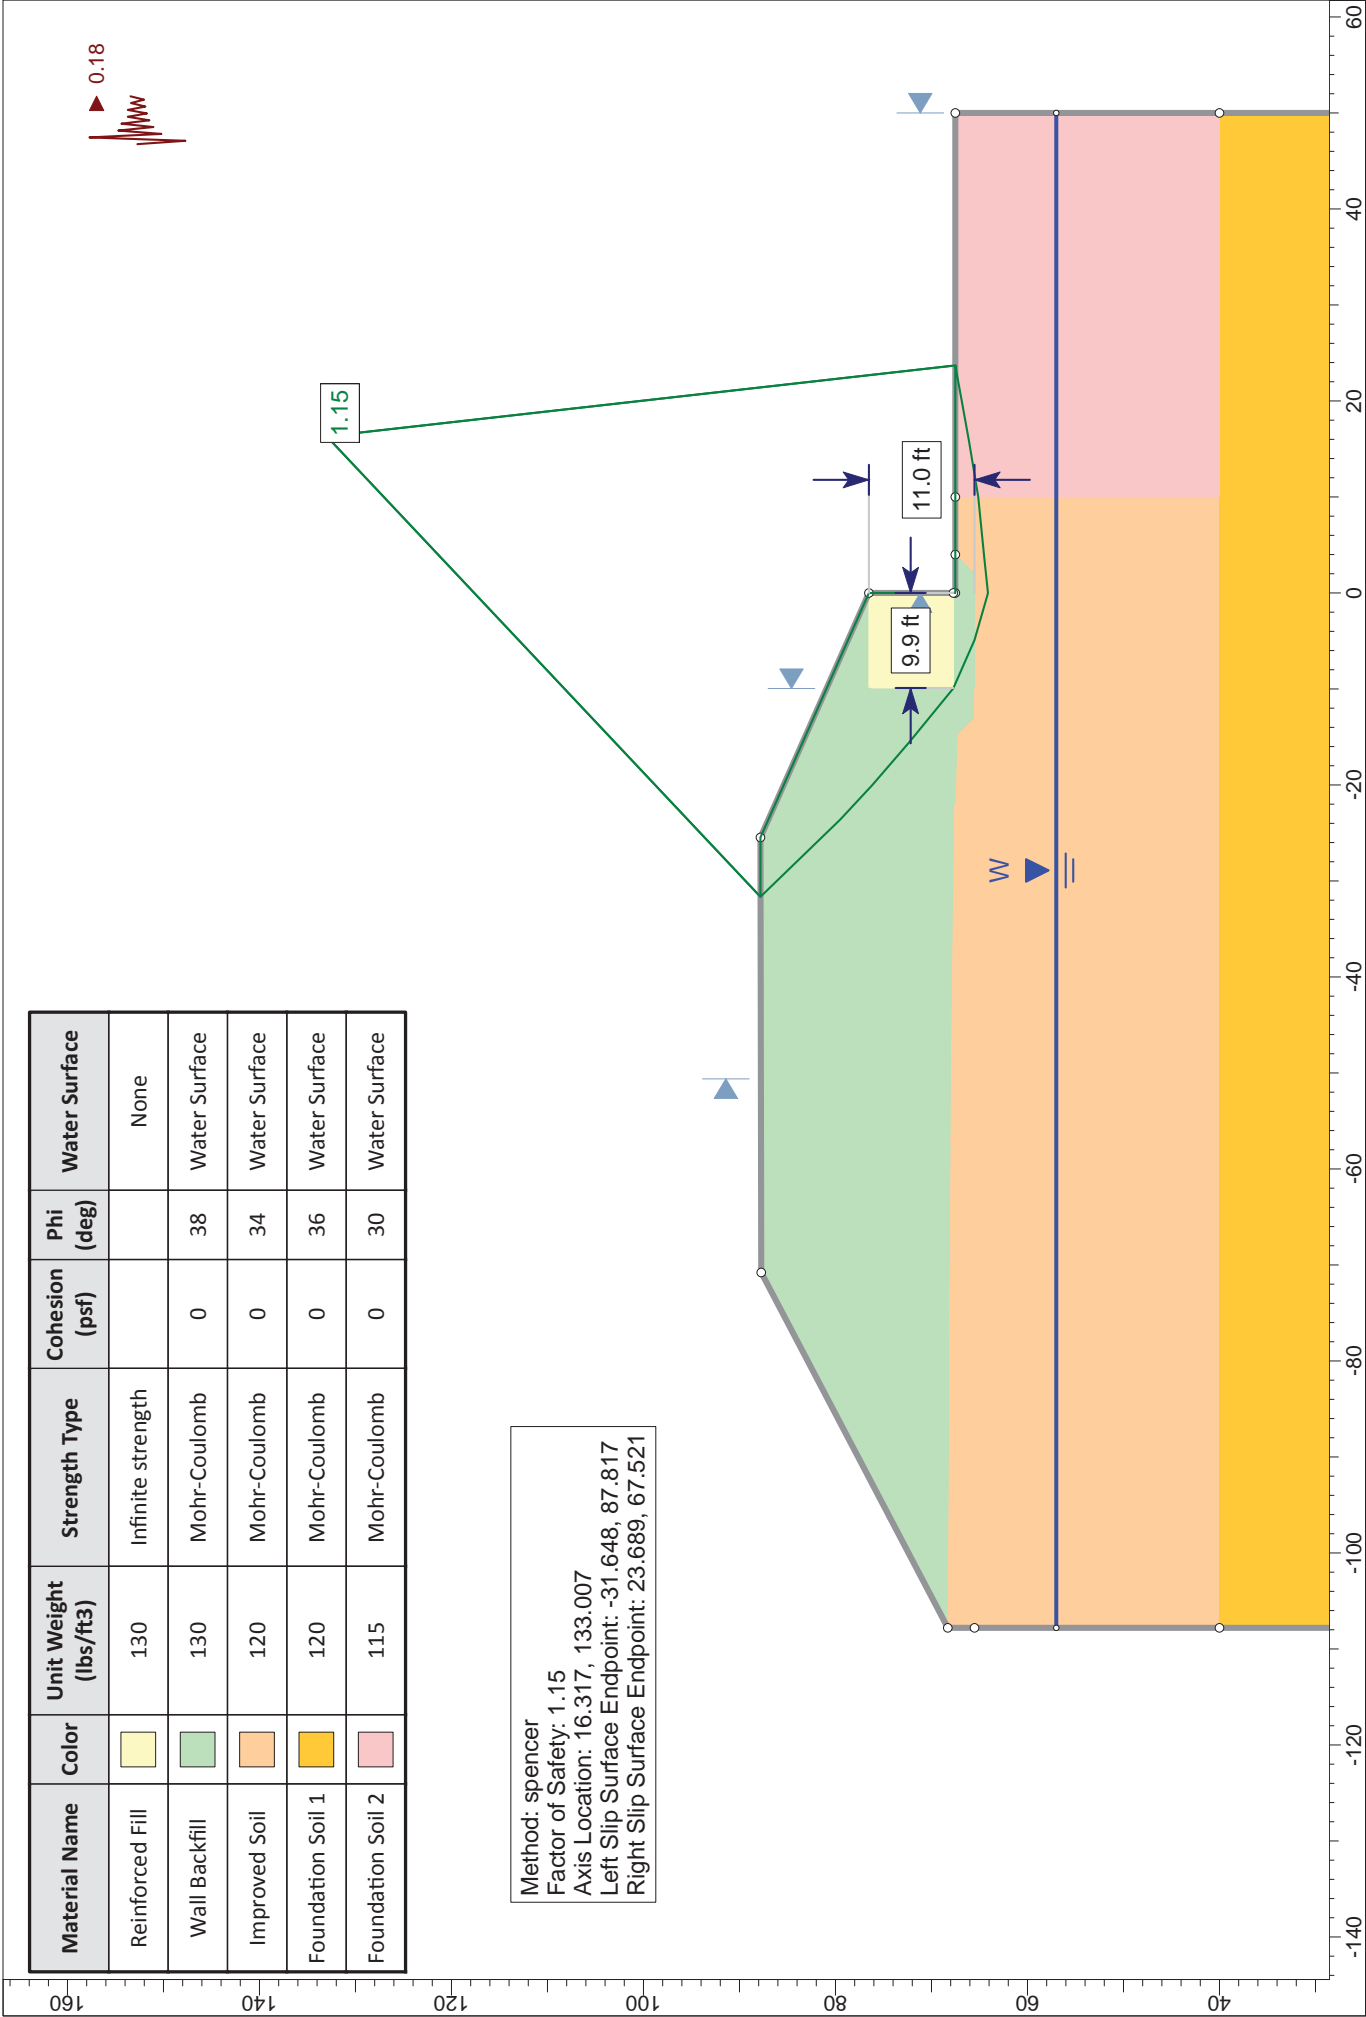 Material Name Color Unit Weight (lbs/ft3) Strength Type Cohesion (psf) Phi (deg) Water Surface
Reinforced Fill 130 Infinite strength None
Wall Backfill 130 Mohr-Coulomb 0 38 Water Surface
Improved Soil 120 Mohr-Coulomb 0 34 Water Surface
Foundation Soil 1 120 Mohr-Coulomb 0 36 Water Surface
Foundation Soil 2 115 Mohr-Coulomb 0 30 Water Surface
0.18
1.15
Method: spencer
Factor of Safety: 1.15
Axis Location: 16.317, 133.007
Left Slip Surface Endpoint: -31.648, 87.817
Right Slip Surface Endpoint: 23.689, 67.521
11.0 ft
9.9 ft
W
160
140
120
100
80
60
40
-140 -120 -100 -80 -60 -40 -20 0 20 40 60